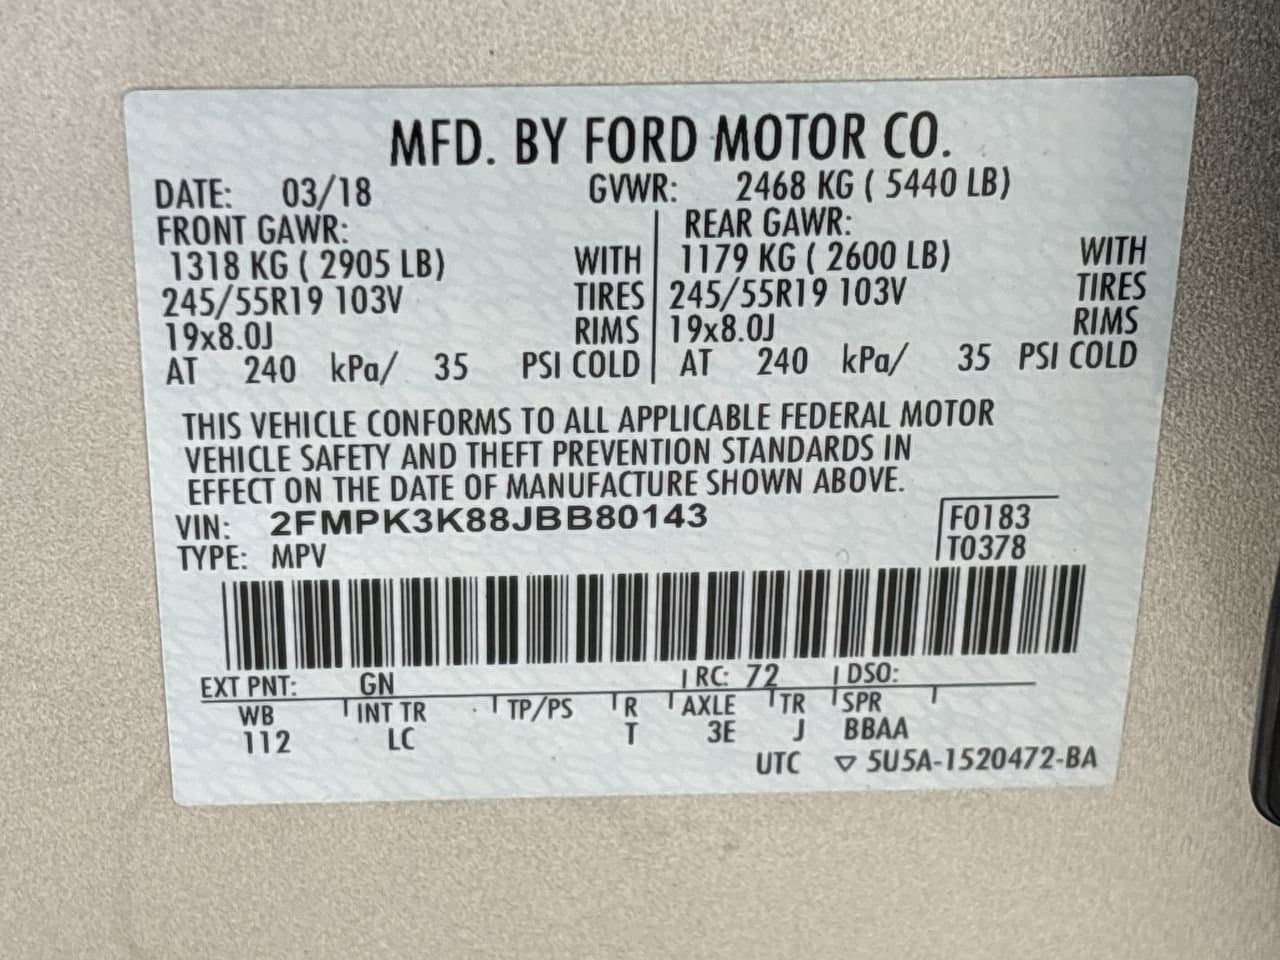 MFD. BY FORD MOTOR CO.
DATE: 03/18 GVWR: 2468 KG ( 5440 LB)
FRONT GAWR: REAR GAWR:
1318 KG ( 2905 LB) WITH 1179 KG ( 2600 LB) WITH
245/55R19 103V TIRES 245/55R19 103V TIRES
19x8.0J RIMS 19x8.0J RIMS
AT 240 kPa/ 35 PSI COLD AT 240 kPa/ 35 PSI COLD
THIS VEHICLE CONFORMS TO ALL APPLICABLE FEDERAL MOTOR
VEHICLE SAFETY AND THEFT PREVENTION STANDARDS IN
EFFECT ON THE DATE OF MANUFACTURE SHOWN ABOVE.
VIN: 2FMPK3K88JBB80143 F0183
TYPE: MPV T0378
EXT PNT: GN RC: 72 DSO:
WB INT TR TP/PS R AXLE TR SPR
112 LC T 3E J BBAA
UTC ▽ 5U5A-1520472-BA